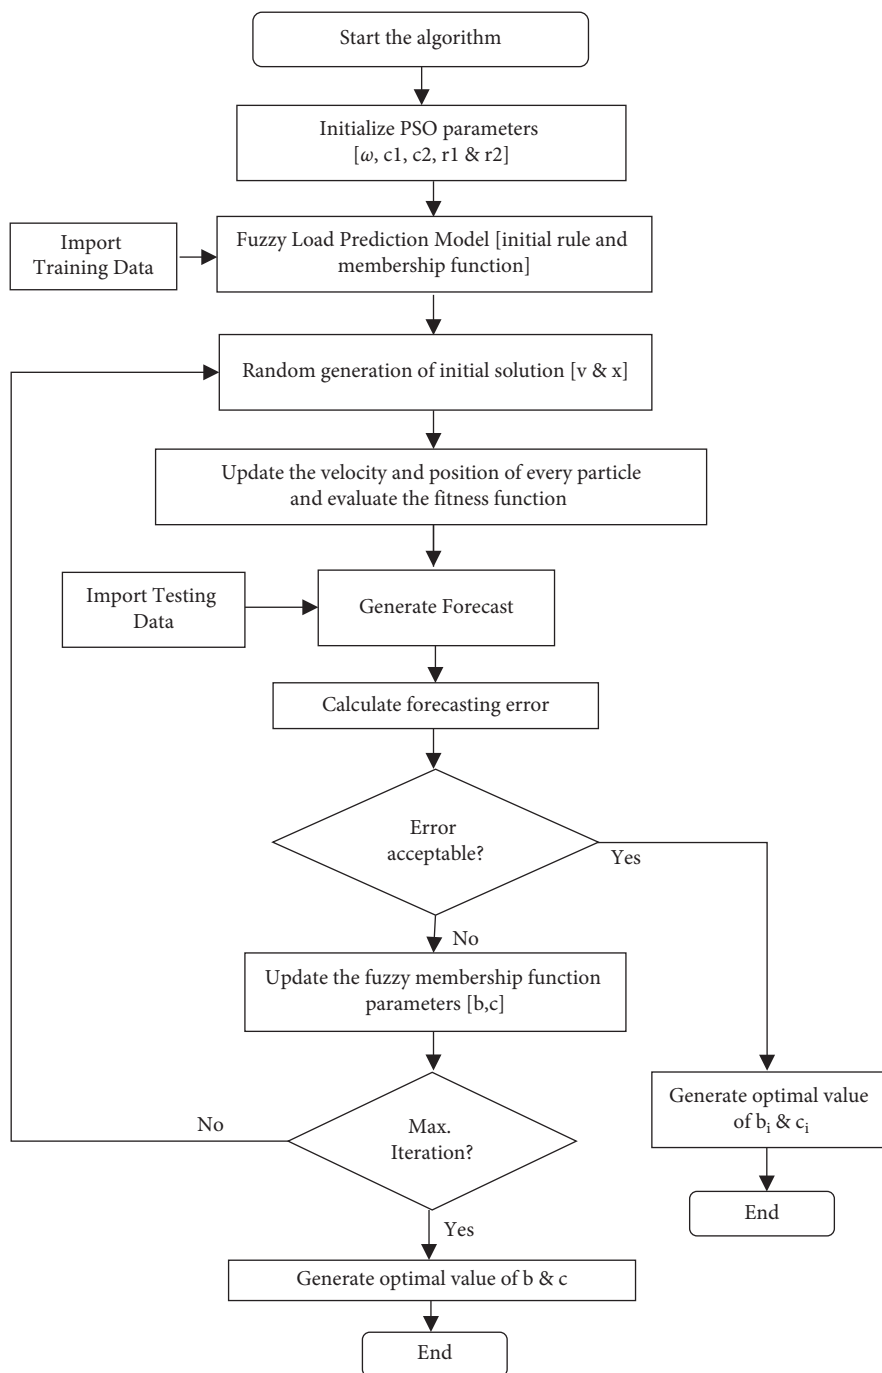 Start the algorithm
Initialize PSO parameters
[ω, c1, c2, r1 & r2]
Import
Training Data
Fuzzy Load Prediction Model [initial rule and
membership function]
Random generation of initial solution [v & x]
Update the velocity and position of every particle
and evaluate the fitness function
Import Testing
Data
Generate Forecast
Calculate forecasting error
Error
acceptable?
Yes
No
Update the fuzzy membership function
parameters [b,c]
Generate optimal value
of bᵢ & cᵢ
No
Max.
Iteration?
End
Yes
Generate optimal value of b & c
End